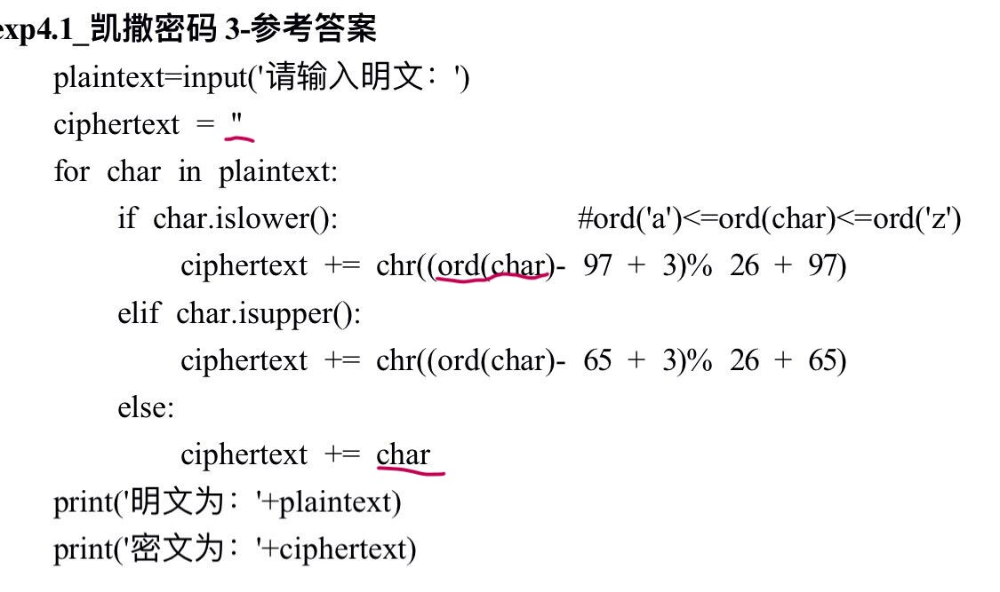 exp4.1_凯撒密码 3-参考答案
plaintext=input('请输入明文：')
ciphertext = ''
for char in plaintext:
if char.islower(): #ord('a')<=ord(char)<=ord('z')
ciphertext += chr((ord(char)- 97 + 3)% 26 + 97)
elif char.isupper():
ciphertext += chr((ord(char)- 65 + 3)% 26 + 65)
else:
ciphertext += char
print('明文为：'+plaintext)
print('密文为：'+ciphertext)